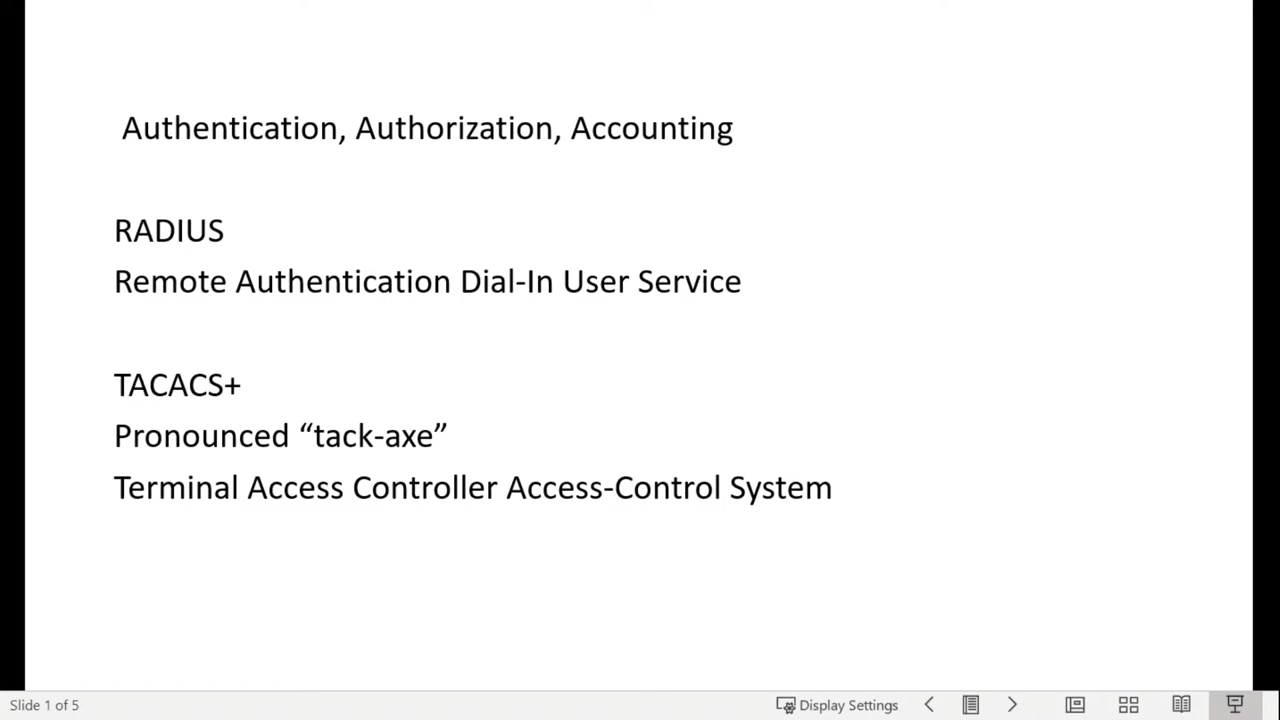 Authentication, Authorization, Accounting
RADIUS
Remote Authentication Dial-In User Service
TACACS+
Pronounced “tack-axe”
Terminal Access Controller Access-Control System
Slide 1 of 5
Display Settings